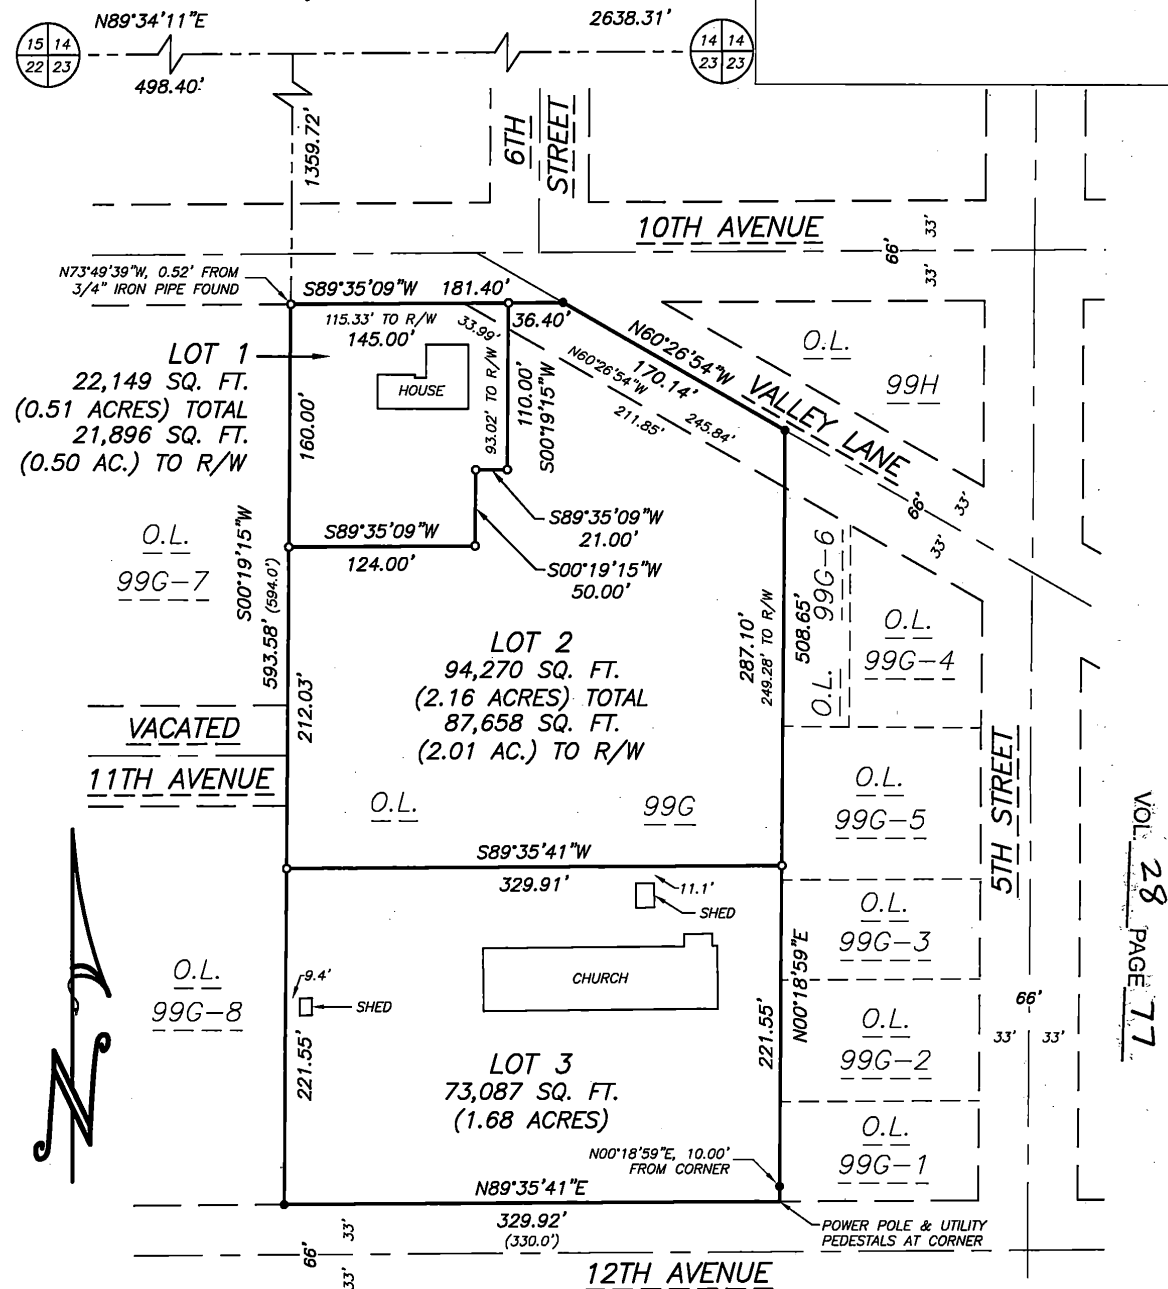 N89°34'11"E
2638.31'
15 14
22 23
14 14
23 23
498.40'
1359.72'
6TH
STREET
10TH AVENUE
33'
66'
33'
N73°49'39"W, 0.52' FROM
3/4" IRON PIPE FOUND
S89°35'09"W 181.40'
115.33' TO R/W
145.00'
33.99'
36.40'
N60°26'54"W
170.14'
N60°26'54"W
211.85'
245.84'
VALLEY LANE
66'
33'
33'
O.L.
99H
LOT 1
22,149 SQ. FT.
(0.51 ACRES) TOTAL
21,896 SQ. FT.
(0.50 AC.) TO R/W
HOUSE
160.00'
93.02' TO R/W
110.00'
S00°19'15"W
S89°35'09"W
21.00'
S00°19'15"W
50.00'
S89°35'09"W
124.00'
O.L.
99G-7
S00°19'15"W
593.58' (594.0')
212.03'
LOT 2
94,270 SQ. FT.
(2.16 ACRES) TOTAL
87,658 SQ. FT.
(2.01 AC.) TO R/W
287.10'
249.28' TO R/W
508.65'
O.L. 99G-6
O.L.
99G-4
VACATED
11TH AVENUE
O.L. 99G
O.L.
99G-5
5TH STREET
VOL. 28 PAGE 77
S89°35'41"W
329.91'
11.1'
SHED
CHURCH
9.4'
SHED
O.L.
99G-8
221.55'
LOT 3
73,087 SQ. FT.
(1.68 ACRES)
221.55'
N00°18'59"E
O.L.
99G-3
O.L.
99G-2
O.L.
99G-1
66'
33' 33'
N00°18'59"E, 10.00'
FROM CORNER
N89°35'41"E
329.92'
(330.0')
POWER POLE & UTILITY
PEDESTALS AT CORNER
33'
66'
33'
12TH AVENUE
N